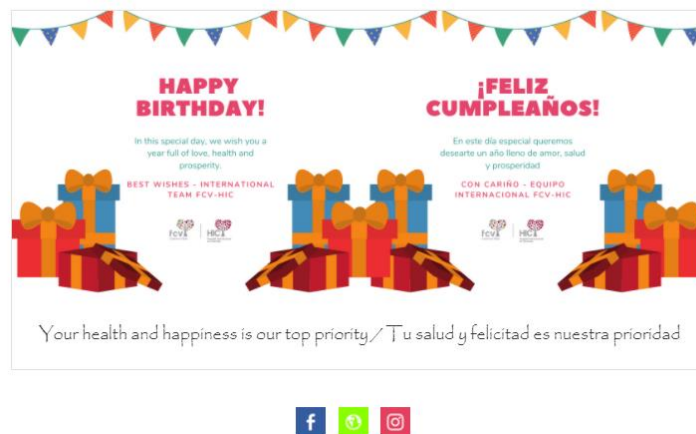 HAPPY
BIRTHDAY!
In this special day, we wish you a
year full of love, health and
prosperity.
BEST WISHES - INTERNATIONAL
TEAM FCV-HIC
fcv
HIC
¡FELIZ
CUMPLEAÑOS!
En este día especial queremos
desearte un año lleno de amor, salud
y prosperidad
CON CARIÑO - EQUIPO
INTERNACIONAL FCV-HIC
fcv
HIC
Your health and happiness is our top priority / Tu salud y felicitad es nuestra prioridad